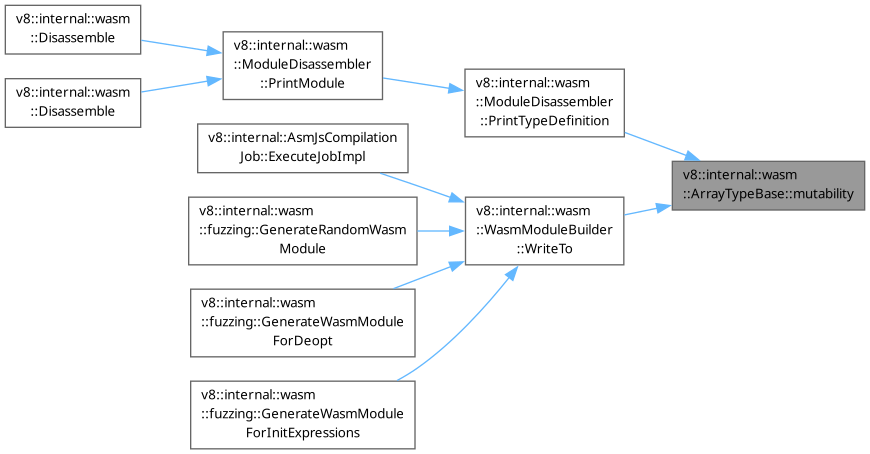 v8::internal::wasm
::Disassemble
v8::internal::wasm
::Disassemble
v8::internal::wasm
::ModuleDisassembler
::PrintModule
v8::internal::wasm
::ModuleDisassembler
::PrintTypeDefinition
v8::internal::AsmJsCompilation
Job::ExecuteJobImpl
v8::internal::wasm
::fuzzing::GenerateRandomWasm
Module
v8::internal::wasm
::fuzzing::GenerateWasmModule
ForDeopt
v8::internal::wasm
::fuzzing::GenerateWasmModule
ForInitExpressions
v8::internal::wasm
::WasmModuleBuilder
::WriteTo
v8::internal::wasm
::ArrayTypeBase::mutability